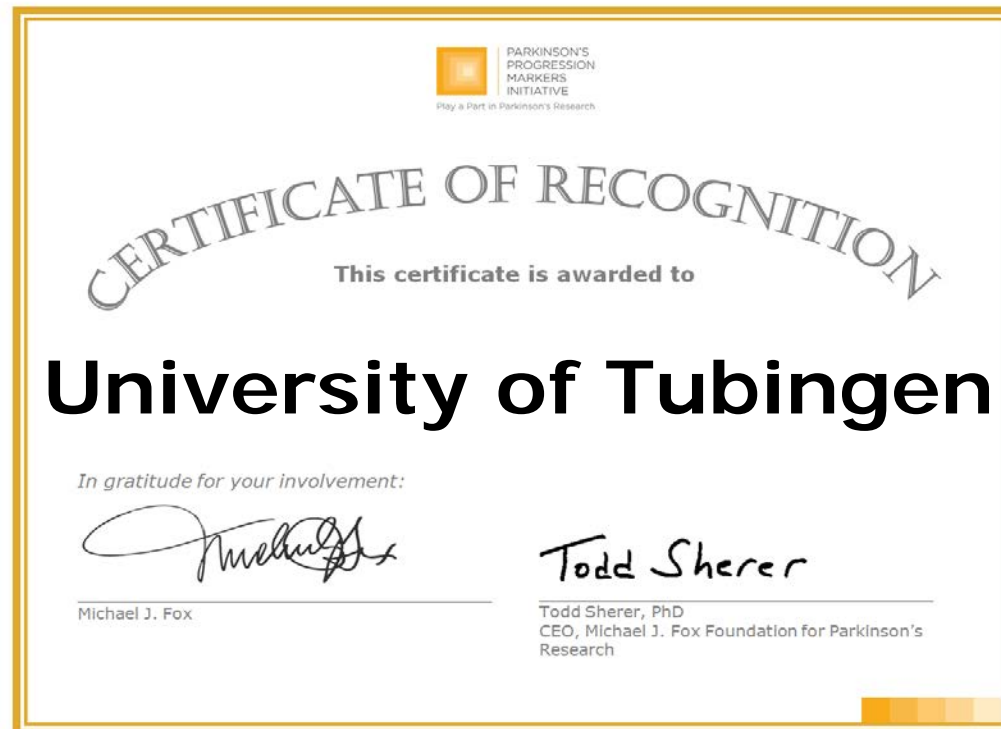 PARKINSON'S
PROGRESSION
MARKERS
INITIATIVE
Play a Part in Parkinson's Research
CERTIFICATE OF RECOGNITION
This certificate is awarded to
University of Tubingen
In gratitude for your involvement:
Michael J. Fox
Todd Sherer
Michael J. Fox
Todd Sherer, PhD
CEO, Michael J. Fox Foundation for Parkinson's
Research